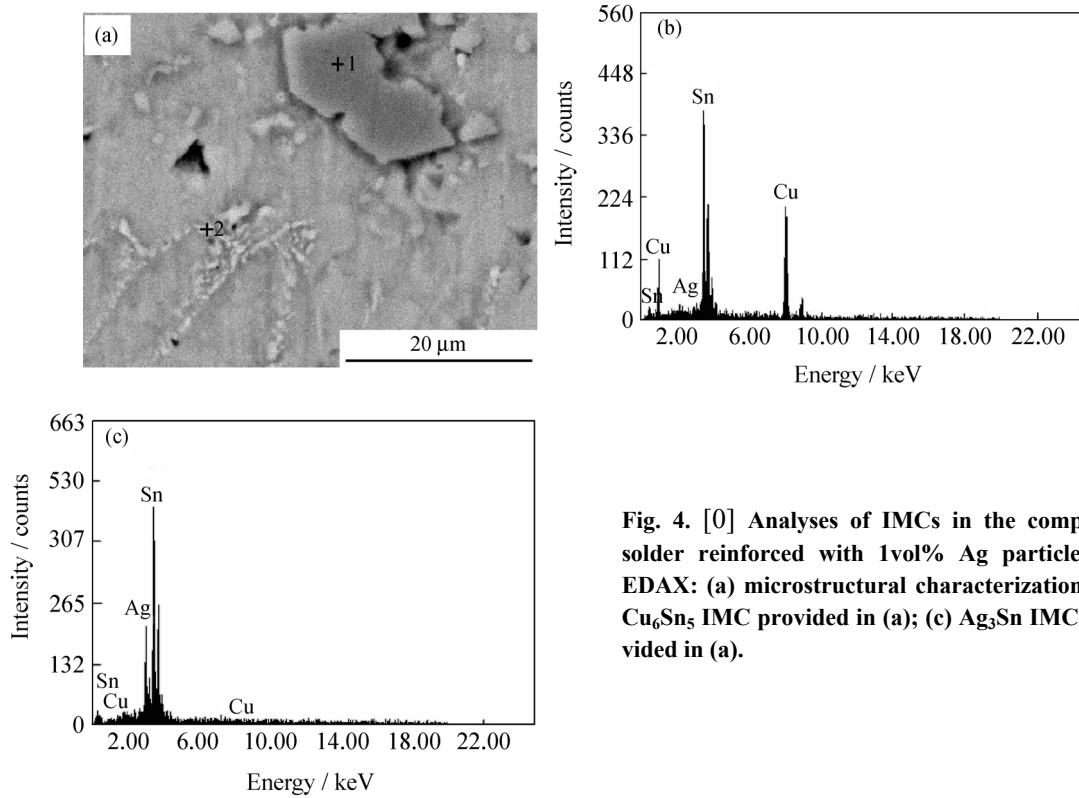 (a)
+1
+2
20 µm
(b)
560
448
336
224
112
0
Intensity / counts
Sn
Cu
Cu
Ag
Sn
2.00 6.00 10.00 14.00 18.00 22.00
Energy / keV
(c)
663
530
307
265
132
0
Intensity / counts
Sn
Ag
Sn
Cu
Cu
2.00 6.00 10.00 14.00 18.00 22.00
Energy / keV
Fig. 4. [0] Analyses of IMCs in the comp
solder reinforced with 1vol% Ag particle
EDAX: (a) microstructural characterization
Cu₆Sn₅ IMC provided in (a); (c) Ag₃Sn IMC
vided in (a).